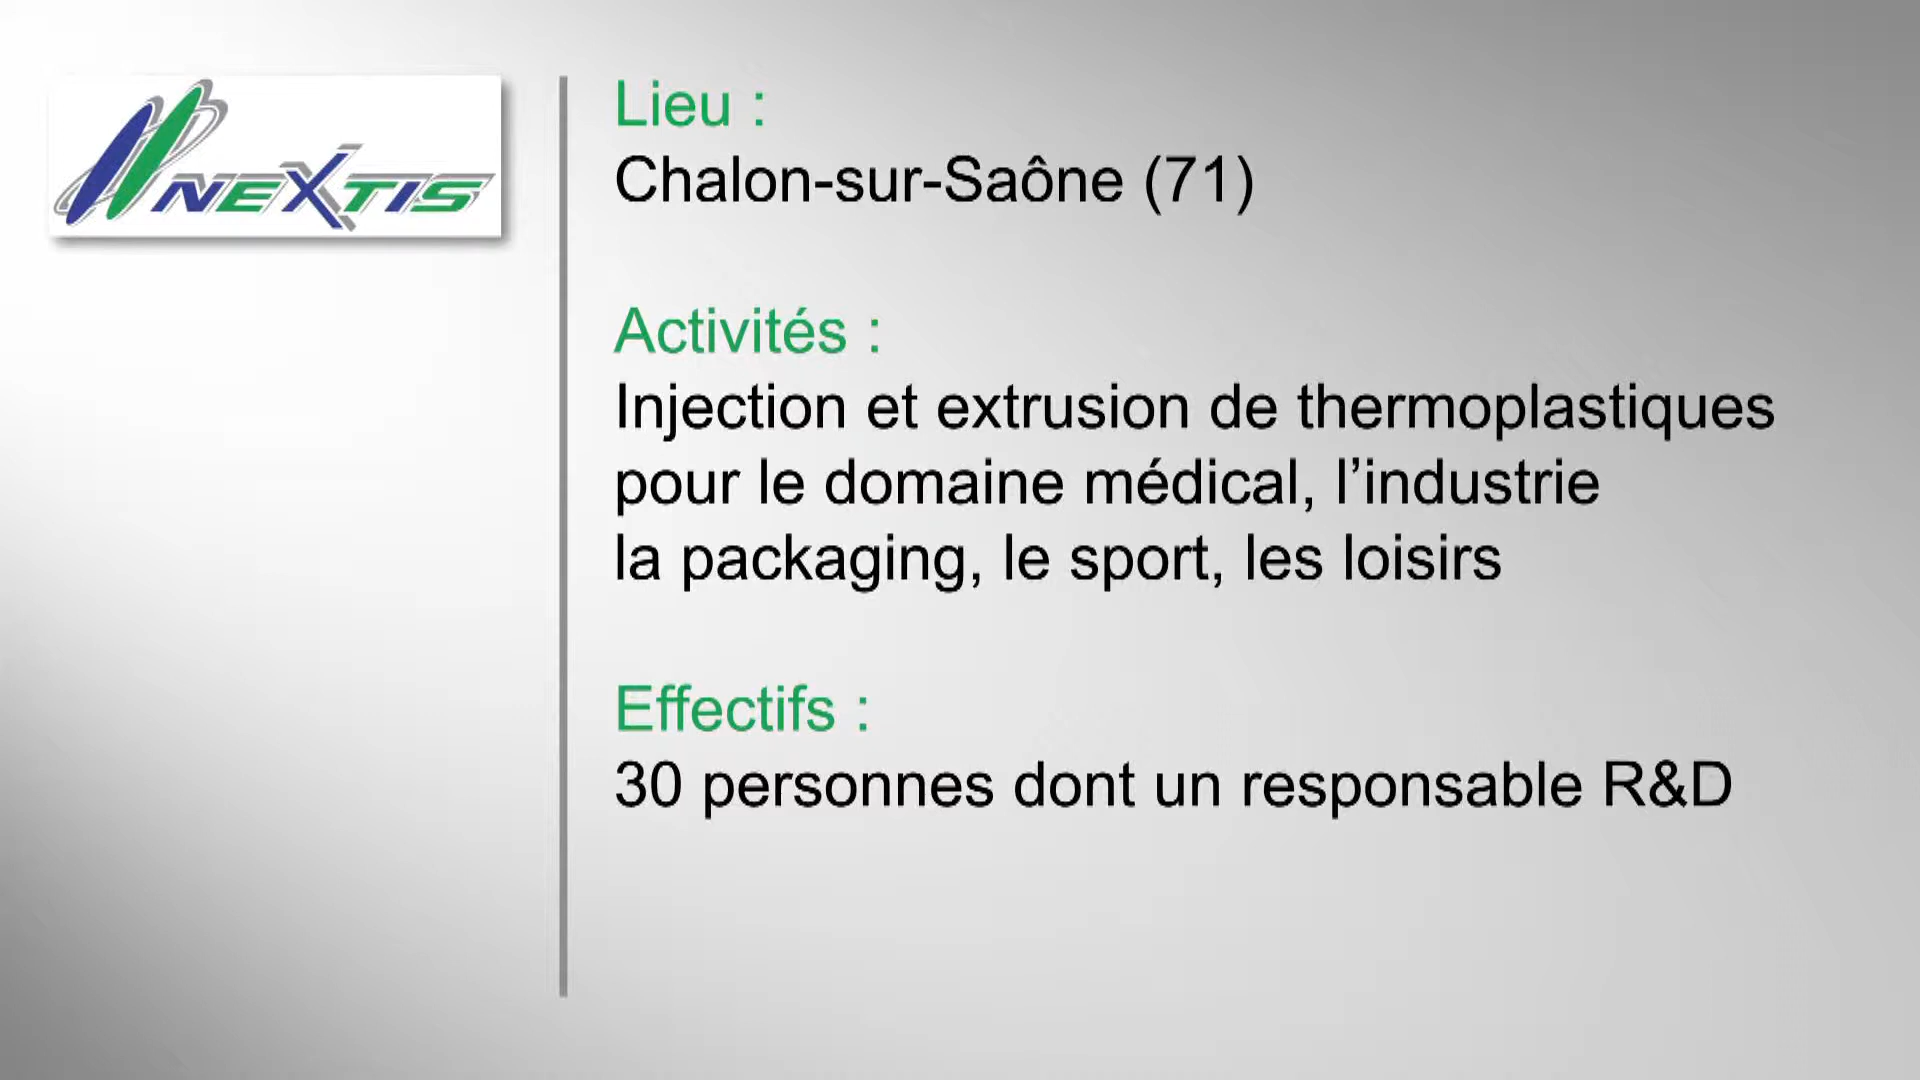 NEXTIS
Lieu :
Chalon-sur-Saône (71)
Activités :
Injection et extrusion de thermoplastiques
pour le domaine médical, l’industrie
la packaging, le sport, les loisirs
Effectifs :
30 personnes dont un responsable R&D